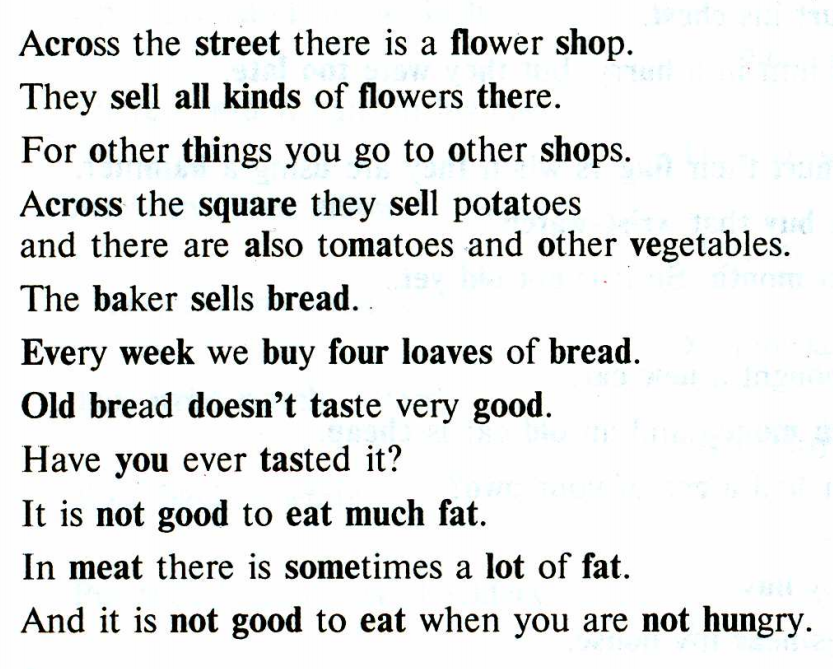 Across the street there is a flower shop.
They sell all kinds of flowers there.
For other things you go to other shops.
Across the square they sell potatoes
and there are also tomatoes and other vegetables.
The baker sells bread.
Every week we buy four loaves of bread.
Old bread doesn't taste very good.
Have you ever tasted it?
It is not good to eat much fat.
In meat there is sometimes a lot of fat.
And it is not good to eat when you are not hungry.